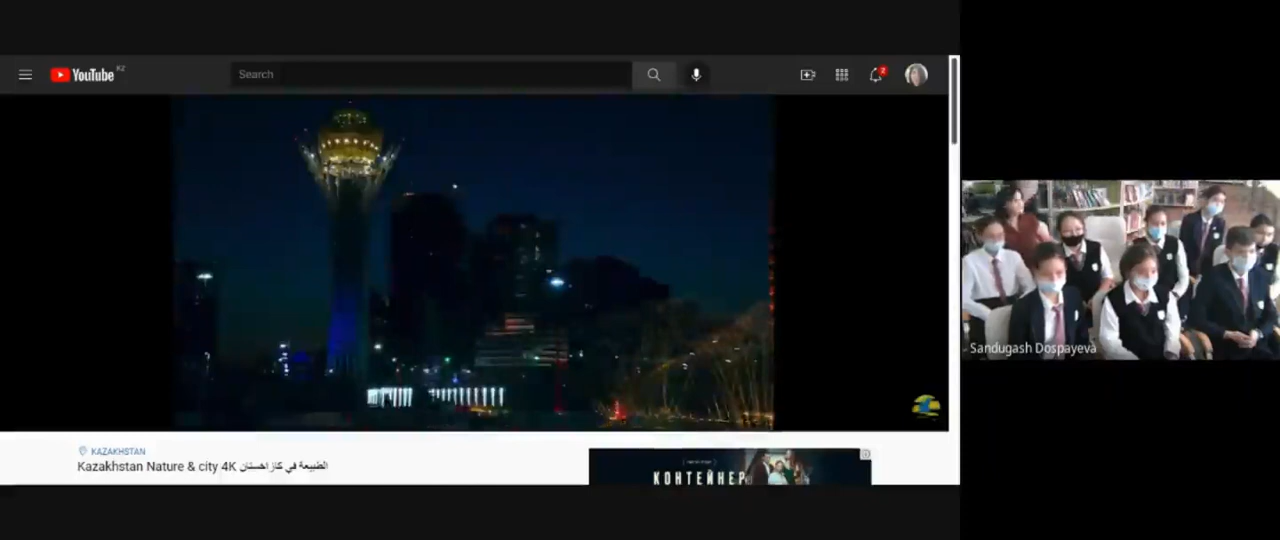 YouTube KZ
Search
2
KAZAKHSTAN
Kazakhstan Nature & city 4K الطبيعة في كازاخستان
КОНТЕЙНЕР
Sandugash Dospayeva